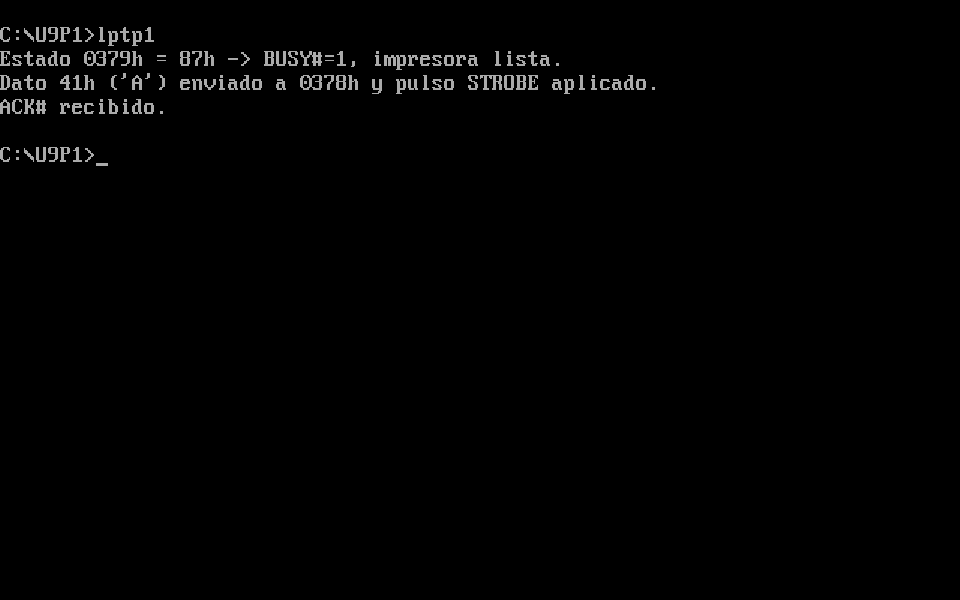 C:\U9P1>lptp1
Estado 0379h = 87h -> BUSY#=1, impresora lista.
Dato 41h ('A') enviado a 0378h y pulso STROBE aplicado.
ACK# recibido.
C:\U9P1>_